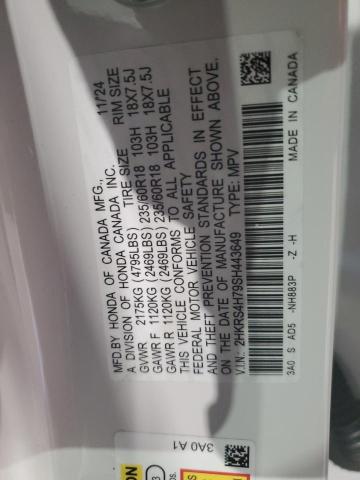 MFD.BY HONDA OF CANADA MFG., 11/24
A DIVISION OF HONDA CANADA INC.
TIRE SIZE RIM SIZE
GVWR 2175KG (4795LBS) 235/60R18 103H 18X7.5J
GAWR F 1120KG (2469LBS) 235/60R18 103H 18X7.5J
GAWR R 1120KG (2469LBS)
THIS VEHICLE CONFORMS TO ALL APPLICABLE
FEDERAL MOTOR VEHICLE SAFETY
AND THEFT PREVENTION STANDARDS IN EFFECT
ON THE DATE OF MANUFACTURE SHOWN ABOVE.
V.I.N: 2HKRS4H79SH443649 TYPE: MPV
3A0 S AD5 -NH883P -Z -H MADE IN CANADA
3A0 A1
ON
3